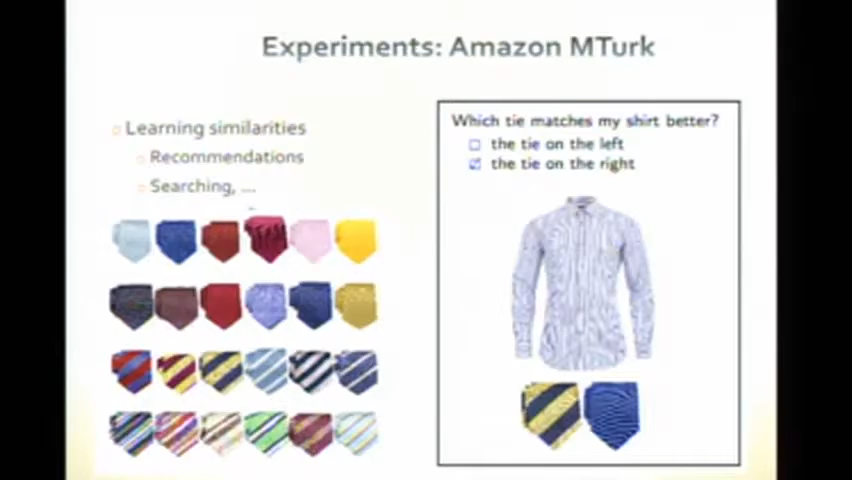 Experiments: Amazon MTurk
Learning similarities
Recommendations
Searching, ...
Which tie matches my shirt better?
the tie on the left
the tie on the right